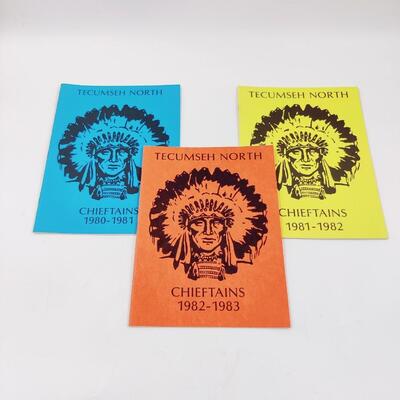 TECUMSEH NORTH
CHIEFTAINS
1980-1981
TECUMSEH NORTH
CHIEFTAINS
1981-1982
TECUMSEH NORTH
CHIEFTAINS
1982-1983